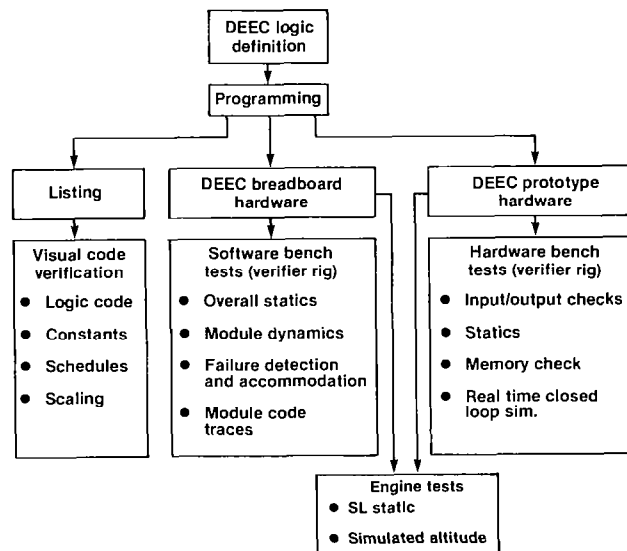 DEEC logic
definition
Programming
Listing
DEEC breadboard
hardware
DEEC prototype
hardware
Visual code
verification
● Logic code
● Constants
● Schedules
● Scaling
Software bench
tests (verifier rig)
● Overall statics
● Module dynamics
● Failure detection
and accommodation
● Module code
traces
Hardware bench
tests (verifier rig)
● Input/output checks
● Statics
● Memory check
● Real time closed
loop sim.
Engine tests
● SL static
● Simulated altitude